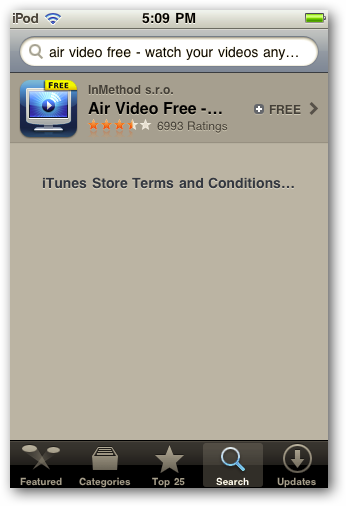 iPod 5:09 PM
air video free - watch your videos any...
FREE
InMethod s.r.o.
Air Video Free -...
FREE
6993 Ratings
iTunes Store Terms and Conditions...
Featured Categories Top 25 Search Updates